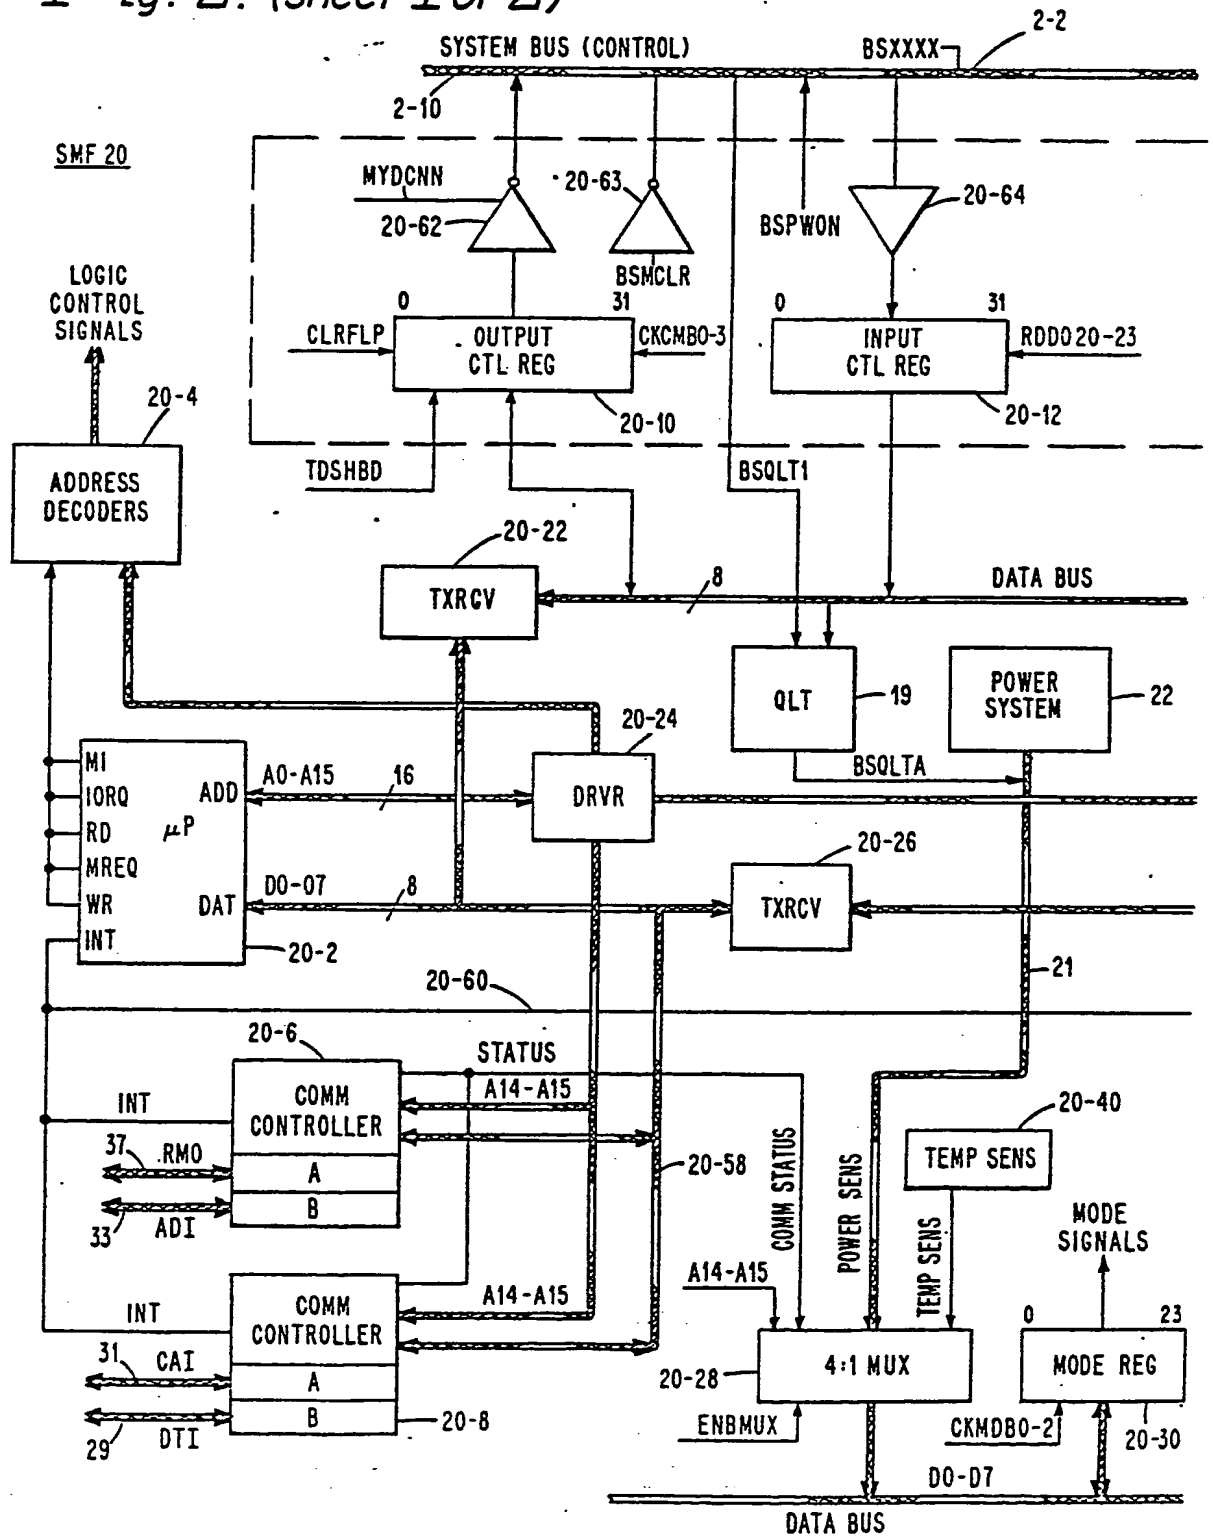 Fig. 2. (Sheet 1 of 2)
SYSTEM BUS (CONTROL)
BSXXXX
2-2
2-10
SMF 20
MYDCNN
20-62
20-63
BSMCLR
BSPWON
20-64
LOGIC
CONTROL
SIGNALS
0
31
CLRFLP
OUTPUT
CTL REG
CKCMB0-3
20-10
0
31
INPUT
CTL REG
RDD020-23
20-12
20-4
ADDRESS
DECODERS
TDSHBD
BSQLT1
20-22
TXRCV
8
DATA BUS
QLT
19
POWER
SYSTEM
22
BSQLTA
20-24
DRVR
MI
IORQ
RD
MREQ
WR
INT
µP
ADD
DAT
20-2
A0-A15
16
D0-07
8
20-26
TXRCV
21
20-60
20-6
STATUS
COMM
CONTROLLER
A
B
A14-A15
INT
37
RMO
33
ADI
20-58
COMM STATUS
POWER SENS
TEMP SENS
20-40
TEMP SENS
MODE
SIGNALS
INT
COMM
CONTROLLER
A
B
A14-A15
31
CAI
29
DTI
20-8
A14-A15
20-28
4:1 MUX
ENBMUX
0
23
MODE REG
CKMDB0-2
20-30
D0-D7
DATA BUS